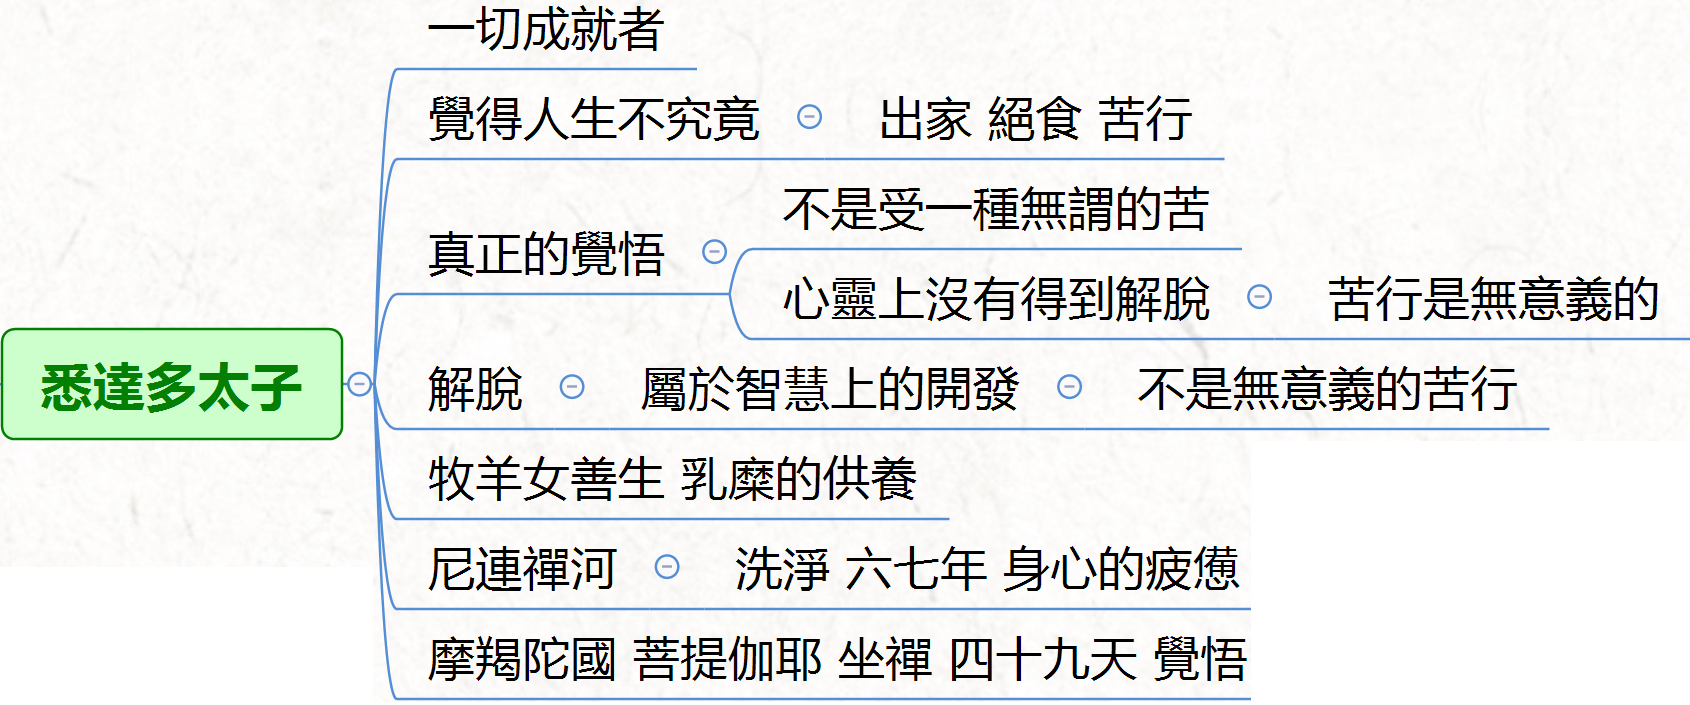 一切成就者
覺得人生不究竟 出家 絕食 苦行
不是受一種無謂的苦
真正的覺悟
心靈上沒有得到解脫 苦行是無意義的
悉達多太子
解脫 屬於智慧上的開發 不是無意義的苦行
牧羊女善生 乳糜的供養
尼連禪河 洗淨 六七年 身心的疲憊
摩羯陀國 菩提伽耶 坐禪 四十九天 覺悟